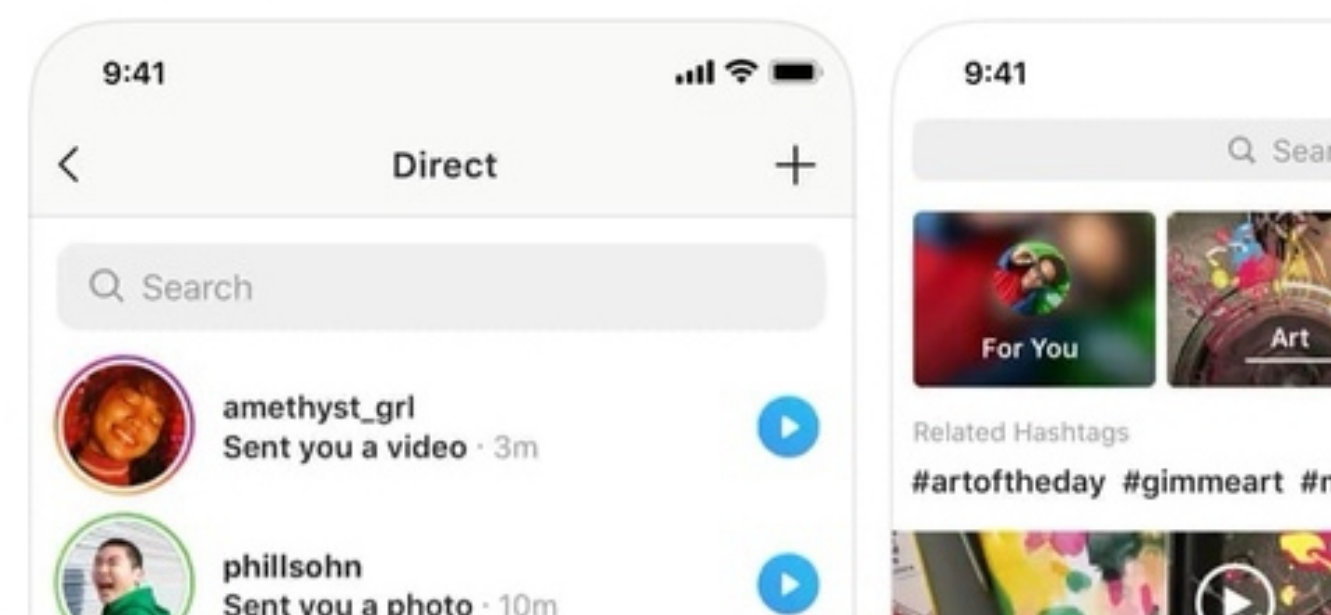 9:41
Direct
Search
amethyst_grl
Sent you a video · 3m
phillsohn
Sent you a photo · 10m
9:41
For You
Art
Related Hashtags
#artoftheday #gimmeart